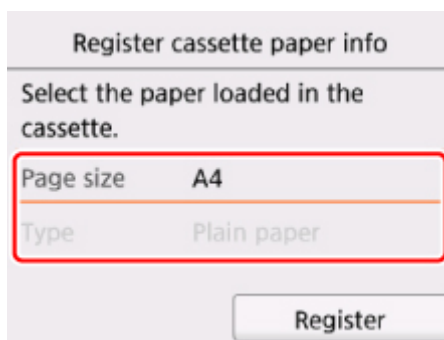 Register cassette paper info
Select the paper loaded in the
cassette.
Page size A4
Type Plain paper
Register